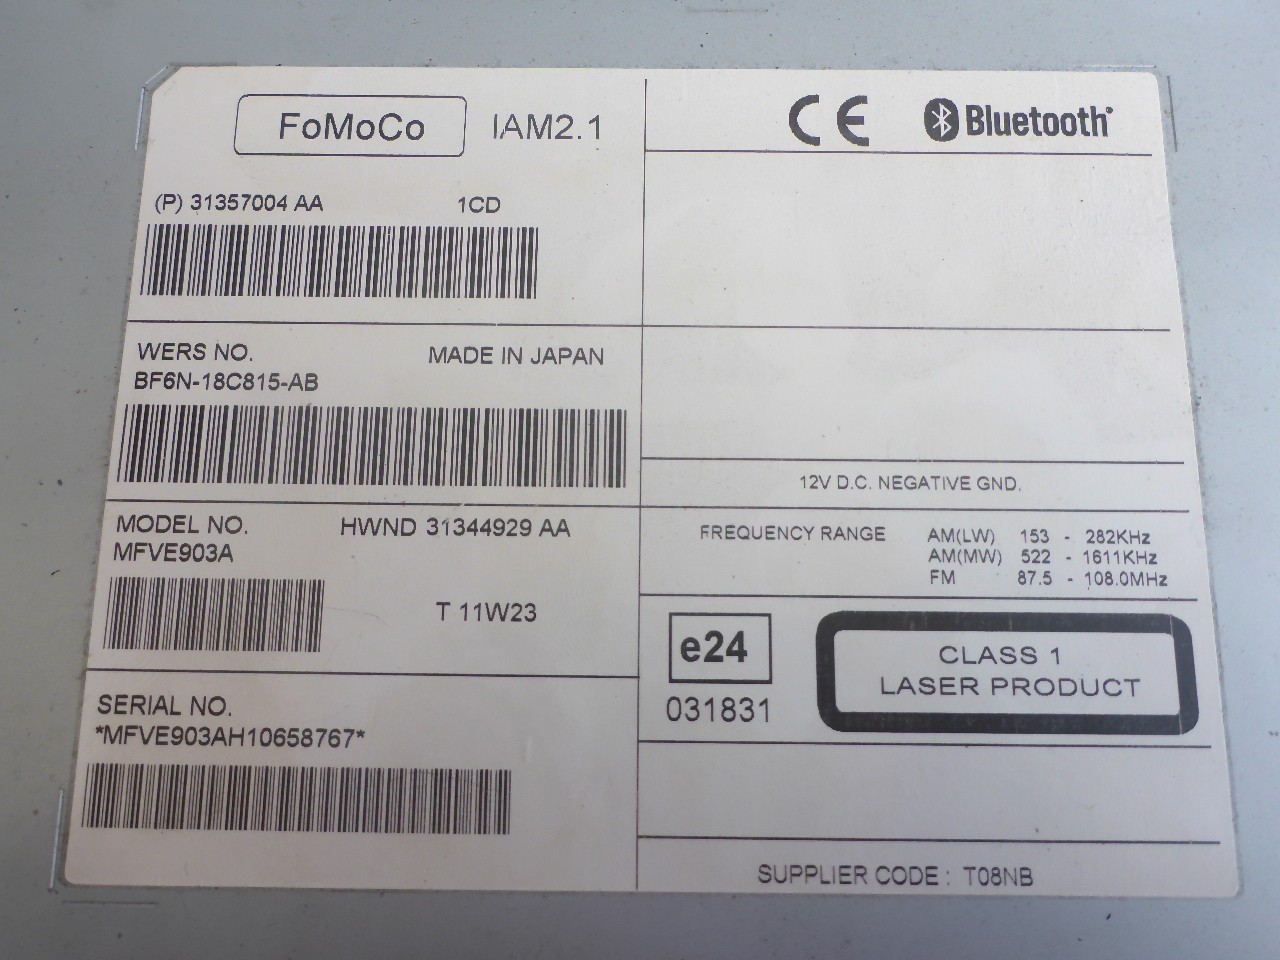 FoMoCo IAM2.1
(P) 31357004 AA 1CD
WERS NO. MADE IN JAPAN
BF6N-18C815-AB
MODEL NO. HWND 31344929 AA
MFVE903A
T 11W23
SERIAL NO.
*MFVE903AH10658767*
CE Bluetooth®
12V D.C. NEGATIVE GND.
FREQUENCY RANGE AM(LW) 153 - 282KHz
AM(MW) 522 - 1611KHz
FM 87.5 - 108.0MHz
e24
031831
CLASS 1
LASER PRODUCT
SUPPLIER CODE : T08NB